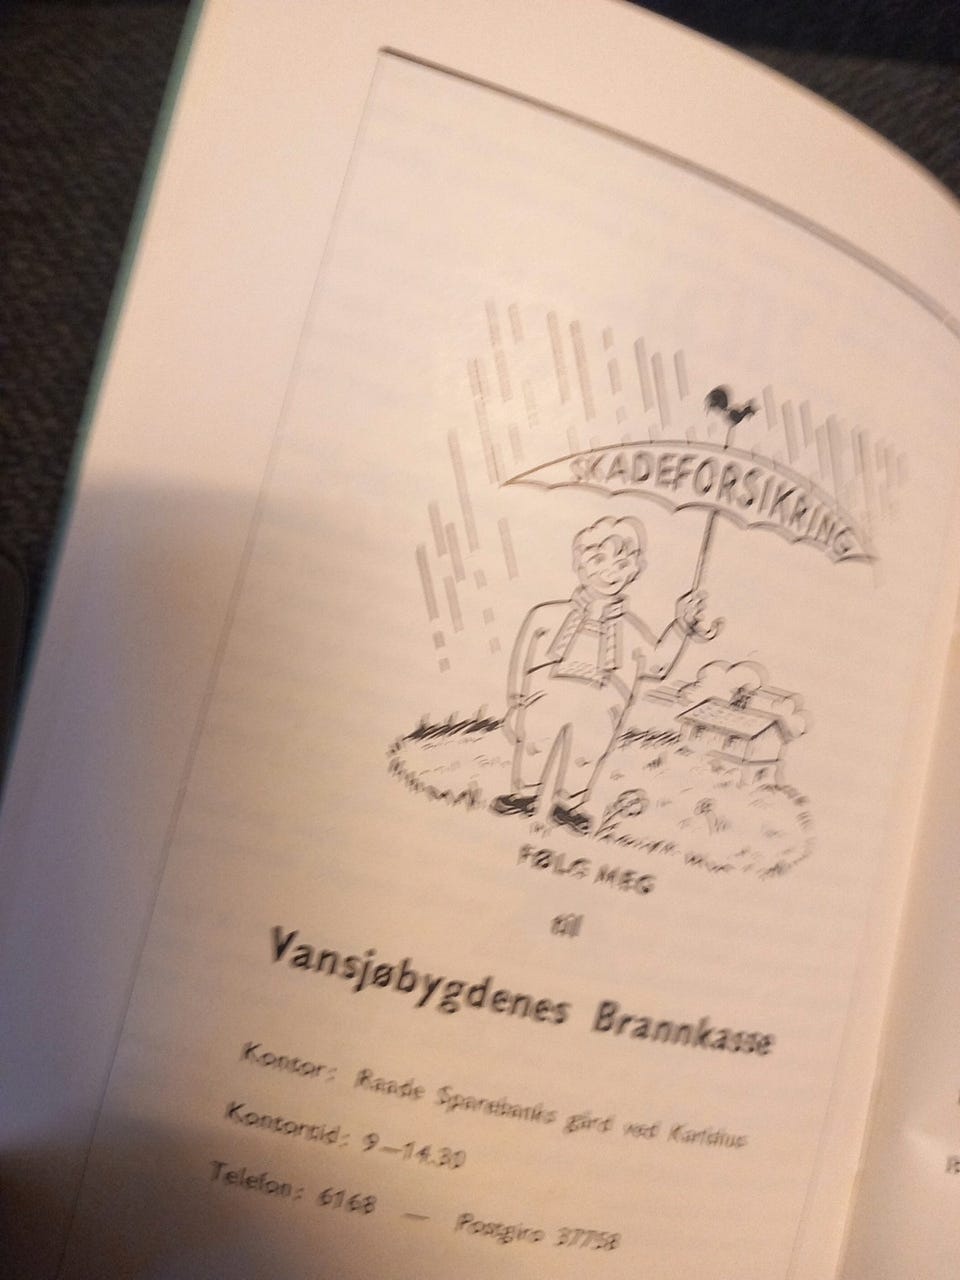 SKADEFORSIKRING
FØLG MEG
til
Vansjøbygdenes Brannkasse
Kontor: Raade Sparebanks gård ved Karlshus
Kontortid: 9—14.30
Telefon: 6168 — Postgiro 37758